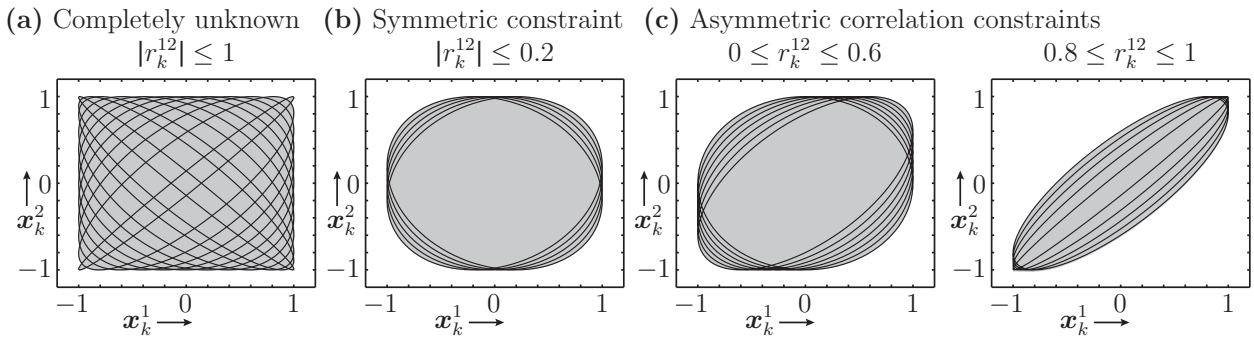 (a) Completely unknown
|r_k^{12}| ≤ 1
(b) Symmetric constraint
|r_k^{12}| ≤ 0.2
(c) Asymmetric correlation constraints
0 ≤ r_k^{12} ≤ 0.6
0.8 ≤ r_k^{12} ≤ 1
1
0
x_k^2
−1
−1
0
1
x_k^1
1
0
x_k^2
−1
−1
0
1
x_k^1
1
0
x_k^2
−1
−1
0
1
x_k^1
1
0
x_k^2
−1
−1
0
1
x_k^1